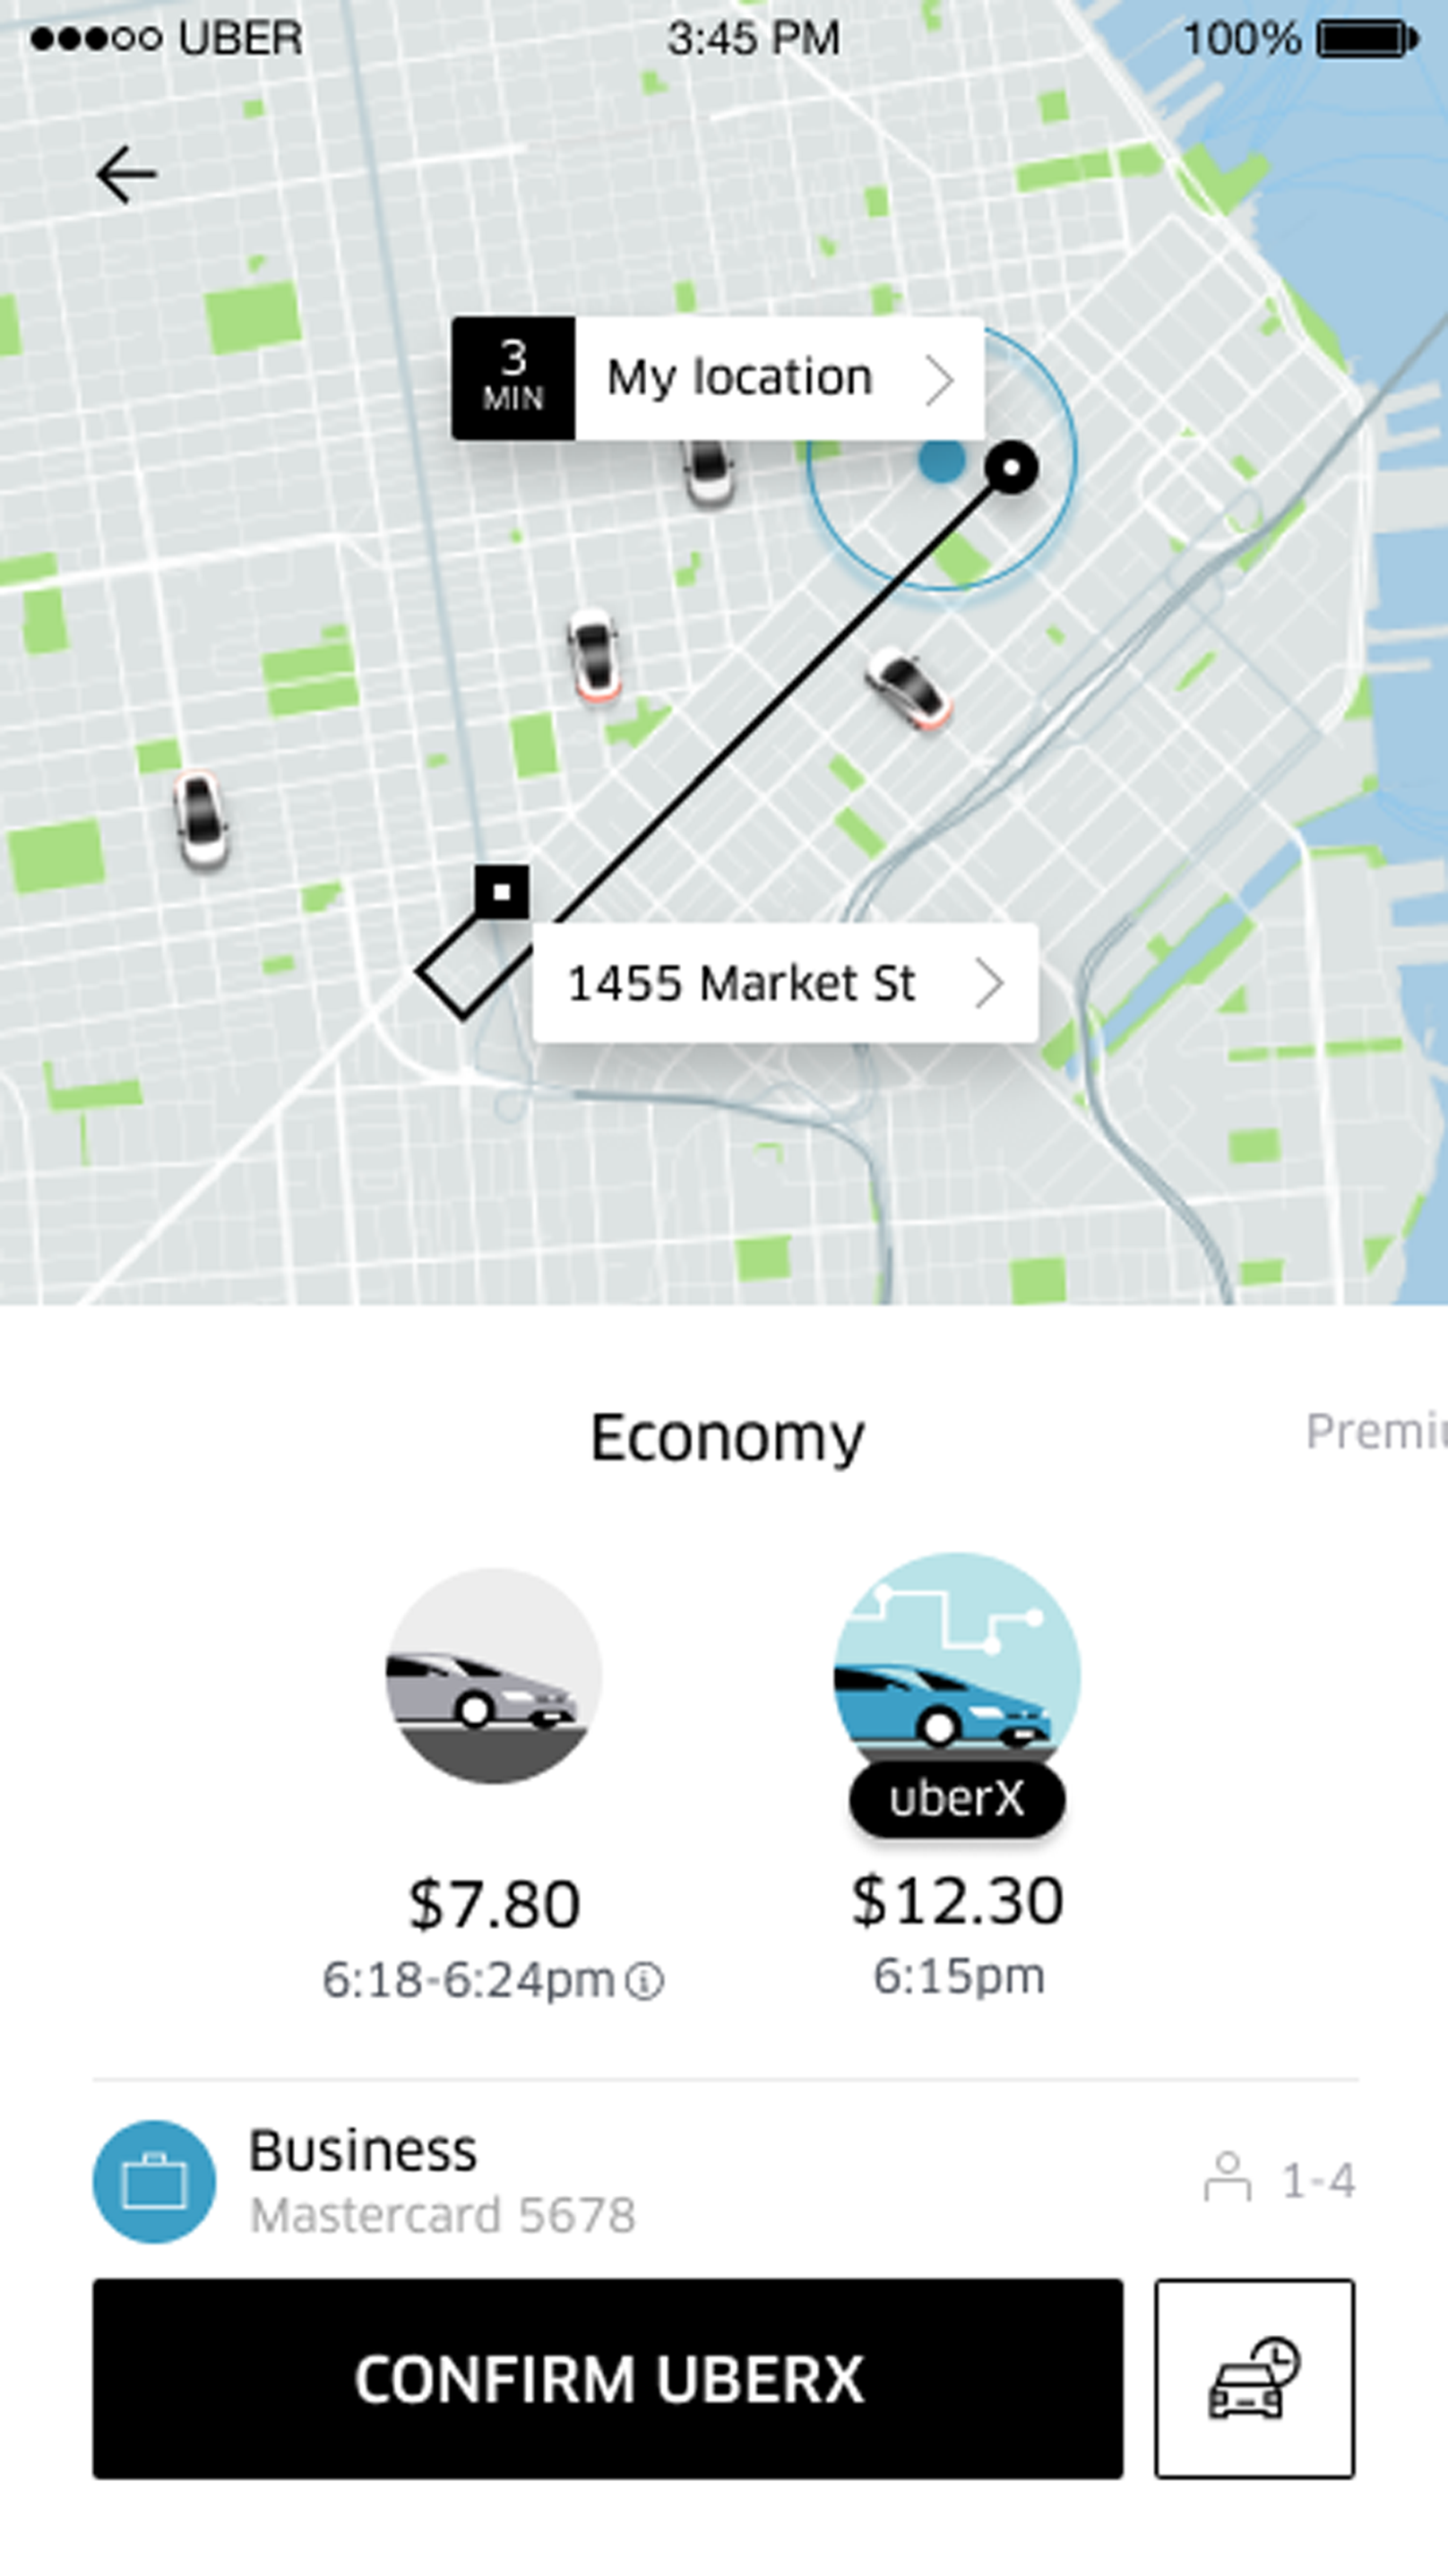 UBER 3:45 PM 100%
3
MIN
My location
1455 Market St
Economy Premiu
uberX
$7.80 $12.30
6:18-6:24pm 6:15pm
Business
Mastercard 5678
1-4
CONFIRM UBERX